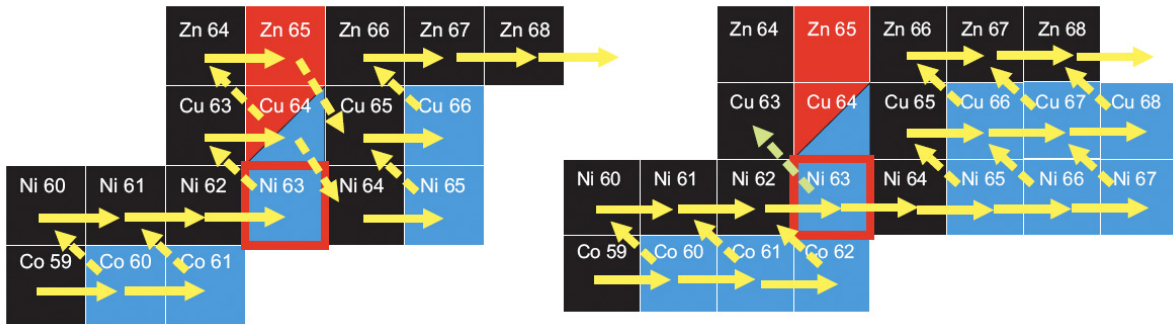 Zn 64 Zn 65 Zn 66 Zn 67 Zn 68
Cu 63 Cu 64 Cu 65 Cu 66
Ni 60 Ni 61 Ni 62 Ni 63 Ni 64 Ni 65
Co 59 Co 60 Co 61
Zn 64 Zn 65 Zn 66 Zn 67 Zn 68
Cu 63 Cu 64 Cu 65 Cu 66 Cu 67 Cu 68
Ni 60 Ni 61 Ni 62 Ni 63 Ni 64 Ni 65 Ni 66 Ni 67
Co 59 Co 60 Co 61 Co 62